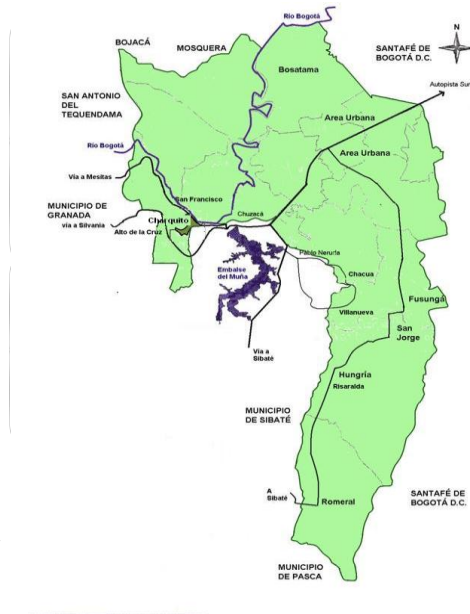 Río Bogotá
N
BOJACÁ
MOSQUERA
SANTAFÉ DE
BOGOTÁ D.C.
Bosatama
Autopista Sur
SAN ANTONIO
DEL
TEQUENDAMA
Area Urbana
Río Bogotá
Area Urbana
Vía a Mesitas
San Francisco
MUNICIPIO DE
GRANADA
vía a Silvania
Charquito
Churacá
Alto de la Cruz
Pablo Neruda
Embalse
del Muña
Chacua
Villanueva
Fusungá
San
Jorge
Vía a
Sibaté
Hungría
Risaralda
MUNICIPIO
DE SIBATÉ
A
Sibaté
Romeral
SANTAFÉ DE
BOGOTÁ D.C.
MUNICIPIO
DE PASCA